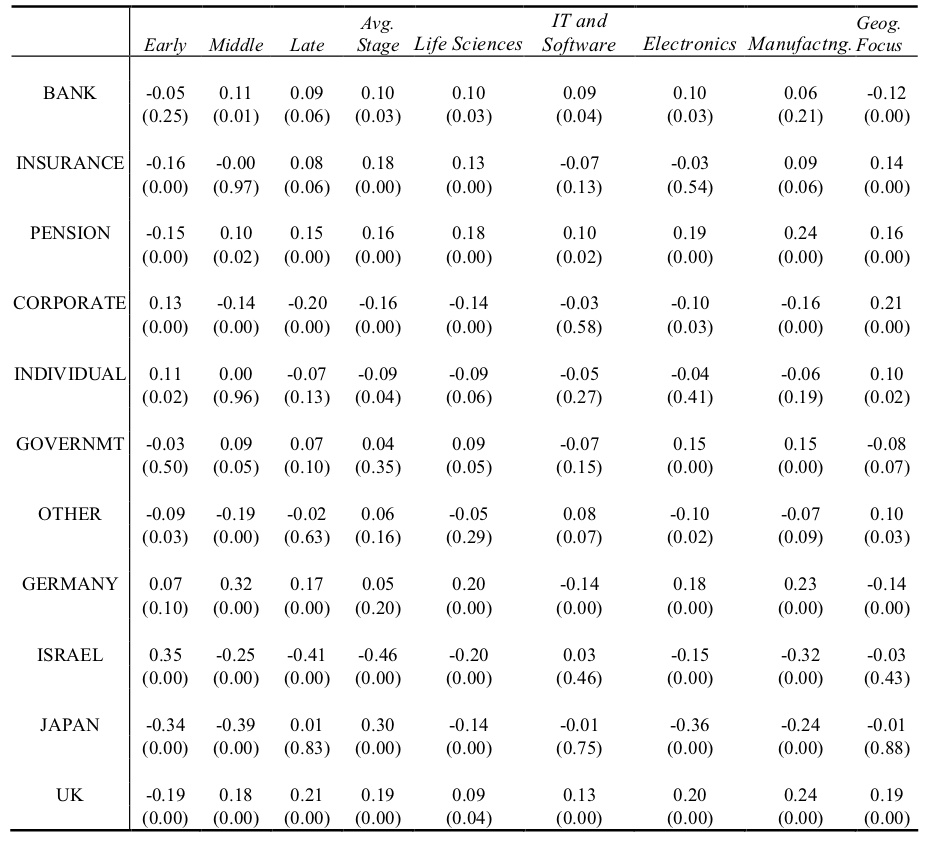 Early Middle Late Avg. Stage Life Sciences IT and Software Electronics Manufactng. Geog. Focus
BANK -0.05 0.11 0.09 0.10 0.10 0.09 0.10 0.06 -0.12
(0.25) (0.01) (0.06) (0.03) (0.03) (0.04) (0.03) (0.21) (0.00)
INSURANCE -0.16 -0.00 0.08 0.18 0.13 -0.07 -0.03 0.09 0.14
(0.00) (0.97) (0.06) (0.00) (0.00) (0.13) (0.54) (0.06) (0.00)
PENSION -0.15 0.10 0.15 0.16 0.18 0.10 0.19 0.24 0.16
(0.00) (0.02) (0.00) (0.00) (0.00) (0.02) (0.00) (0.00) (0.00)
CORPORATE 0.13 -0.14 -0.20 -0.16 -0.14 -0.03 -0.10 -0.16 0.21
(0.00) (0.00) (0.00) (0.00) (0.00) (0.58) (0.03) (0.00) (0.00)
INDIVIDUAL 0.11 0.00 -0.07 -0.09 -0.09 -0.05 -0.04 -0.06 0.10
(0.02) (0.96) (0.13) (0.04) (0.06) (0.27) (0.41) (0.19) (0.02)
GOVERNMT -0.03 0.09 0.07 0.04 0.09 -0.07 0.15 0.15 -0.08
(0.50) (0.05) (0.10) (0.35) (0.05) (0.15) (0.00) (0.00) (0.07)
OTHER -0.09 -0.19 -0.02 0.06 -0.05 0.08 -0.10 -0.07 0.10
(0.03) (0.00) (0.63) (0.16) (0.29) (0.07) (0.02) (0.09) (0.03)
GERMANY 0.07 0.32 0.17 0.05 0.20 -0.14 0.18 0.23 -0.14
(0.10) (0.00) (0.00) (0.20) (0.00) (0.00) (0.00) (0.00) (0.00)
ISRAEL 0.35 -0.25 -0.41 -0.46 -0.20 0.03 -0.15 -0.32 -0.03
(0.00) (0.00) (0.00) (0.00) (0.00) (0.46) (0.00) (0.00) (0.43)
JAPAN -0.34 -0.39 0.01 0.30 -0.14 -0.01 -0.36 -0.24 -0.01
(0.00) (0.00) (0.83) (0.00) (0.00) (0.75) (0.00) (0.00) (0.88)
UK -0.19 0.18 0.21 0.19 0.09 0.13 0.20 0.24 0.19
(0.00) (0.00) (0.00) (0.00) (0.04) (0.00) (0.00) (0.00) (0.00)